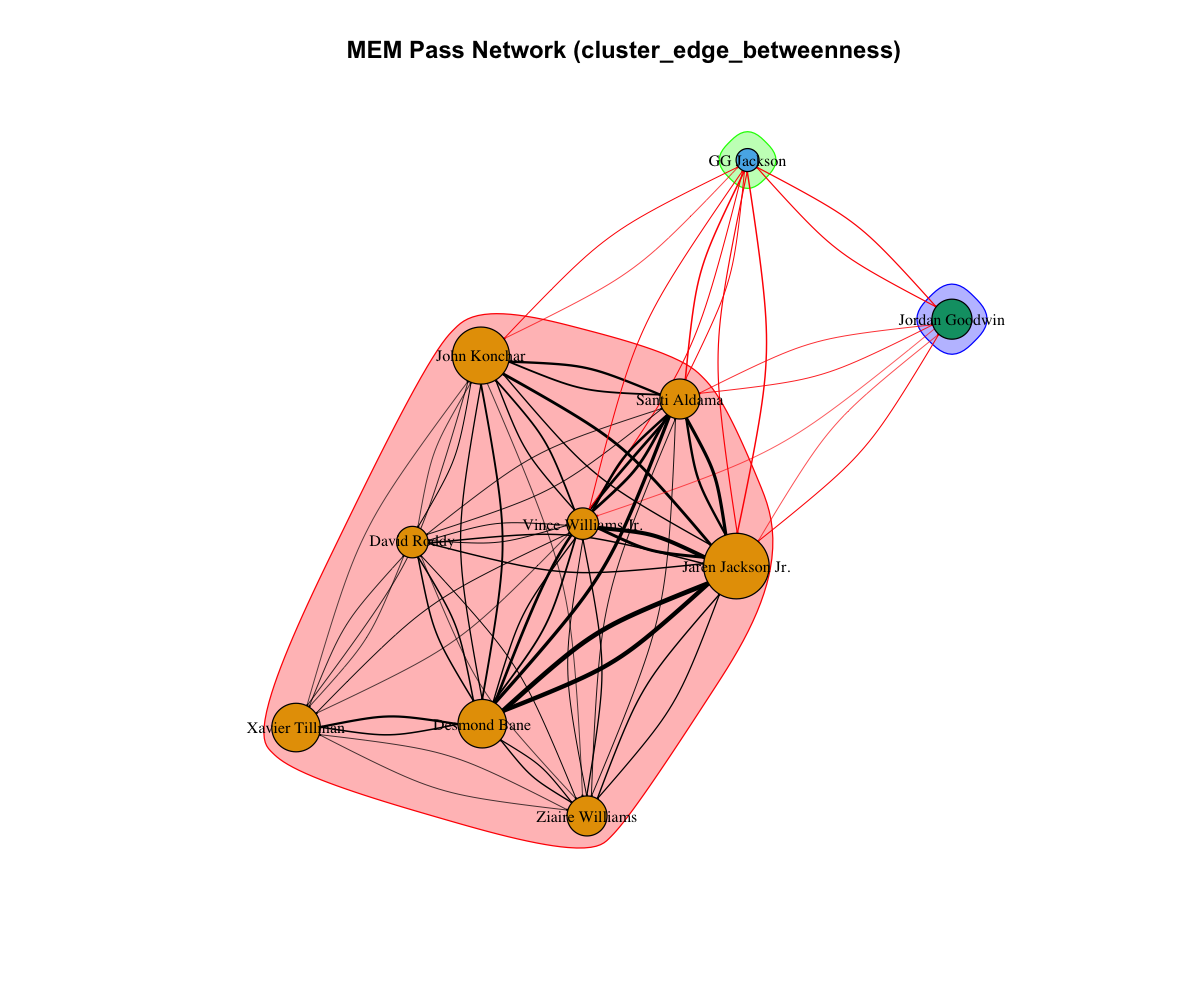 MEM Pass Network (cluster_edge_betweenness)
GG Jackson
Jordan Goodwin
John Konchar
Santi Aldama
Vince Williams Jr.
David Roddy
Jaren Jackson Jr.
Xavier Tillman
Desmond Bane
Ziaire Williams